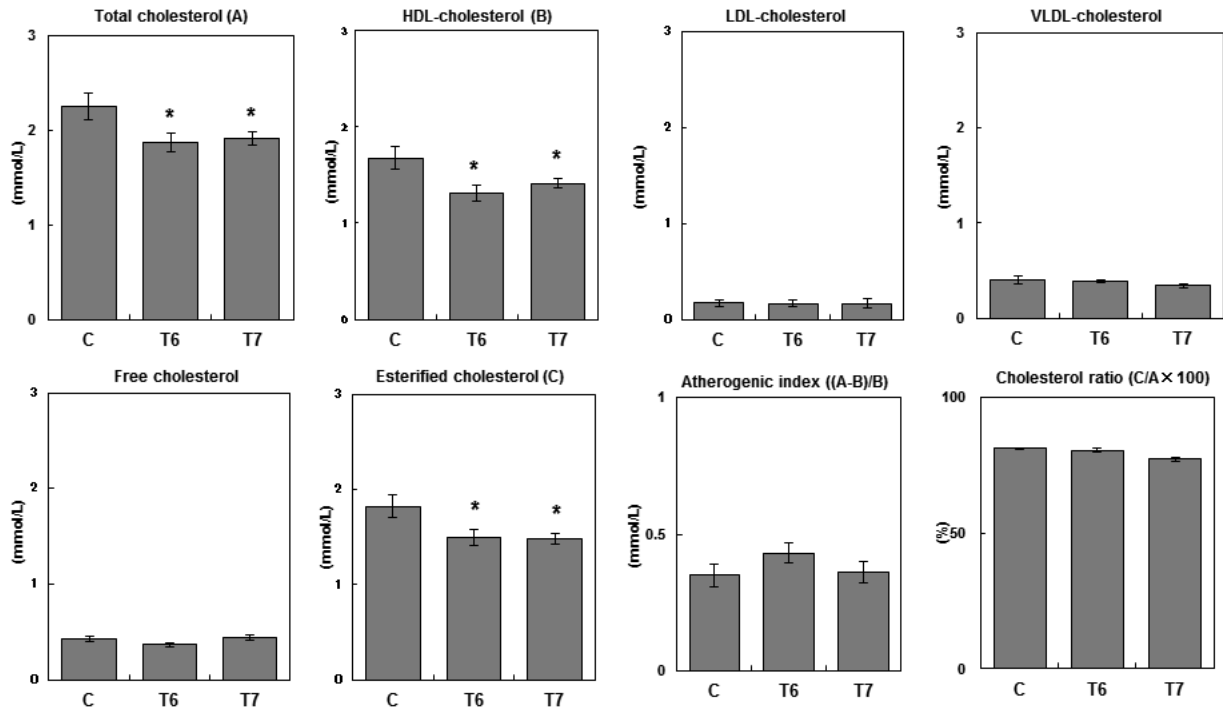 Total cholesterol (A)
3
2
1
0
(mmol/L)
*
*
C T6 T7
HDL-cholesterol (B)
3
2
1
0
(mmol/L)
*
*
C T6 T7
LDL-cholesterol
3
2
1
0
(mmol/L)
C T6 T7
VLDL-cholesterol
3
2
1
0
(mmol/L)
C T6 T7
Free cholesterol
3
2
1
0
(mmol/L)
C T6 T7
Esterified cholesterol (C)
3
2
1
0
(mmol/L)
*
*
C T6 T7
Atherogenic index ((A-B)/B)
1
0.5
0
(mmol/L)
C T6 T7
Cholesterol ratio (C/A×100)
100
50
0
(%)
C T6 T7